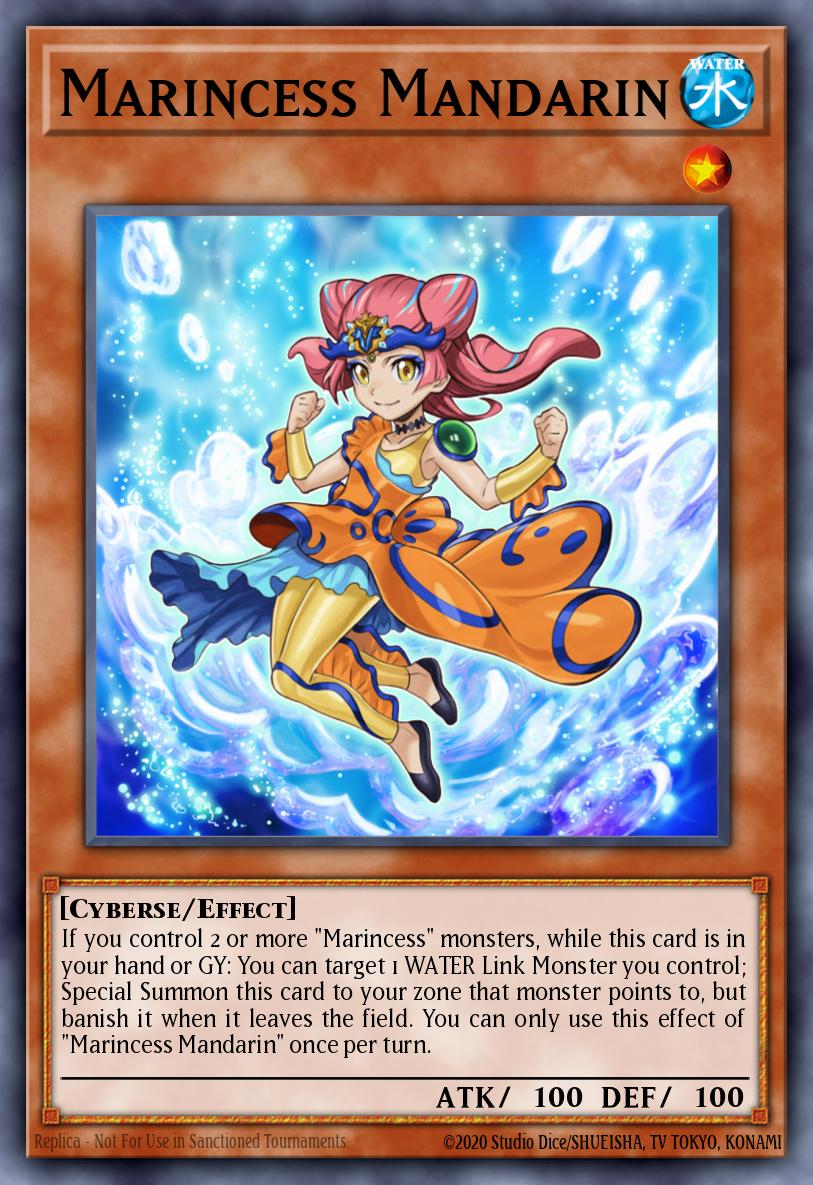 Marincess Mandarin
WATER
水
[Cyberse/Effect]
If you control 2 or more "Marincess" monsters, while this card is in
your hand or GY: You can target 1 WATER Link Monster you control;
Special Summon this card to your zone that monster points to, but
banish it when it leaves the field. You can only use this effect of
"Marincess Mandarin" once per turn.
ATK/ 100 DEF/ 100
Replica - Not For Use in Sanctioned Tournaments.
©2020 Studio Dice/SHUEISHA, TV TOKYO, KONAMI